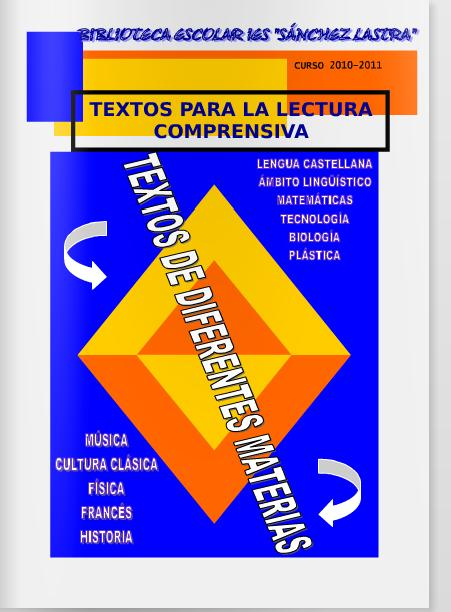 BIBLIOTECA ESCOLAR IES "SÁNCHEZ LASTRA"
CURSO 2010-2011
TEXTOS PARA LA LECTURA
COMPRENSIVA
TEXTOS DE DIFERENTES MATERIAS
LENGUA CASTELLANA
ÁMBITO LINGÜÍSTICO
MATEMÁTICAS
TECNOLOGÍA
BIOLOGÍA
PLÁSTICA
MÚSICA
CULTURA CLÁSICA
FÍSICA
FRANCÉS
HISTORIA